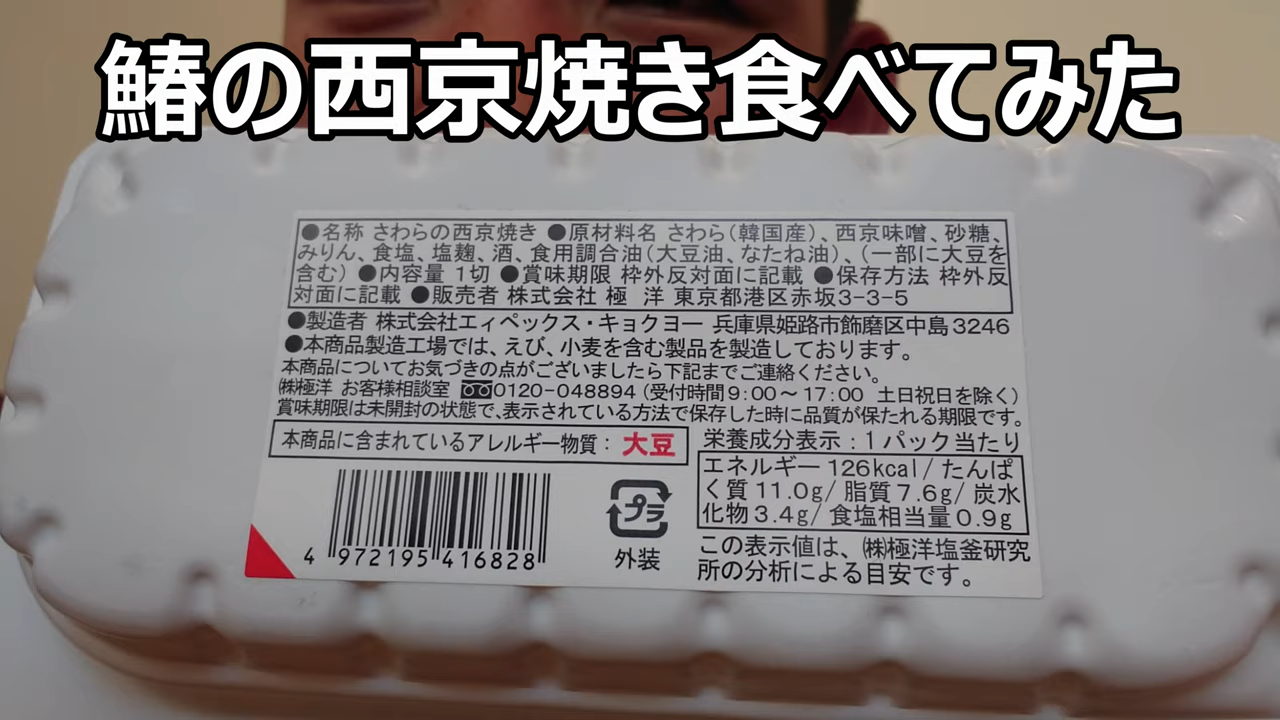 鰆の西京焼き食べてみた
●名称 さわらの西京焼き ●原材料名 さわら(韓国産)、西京味噌、砂糖、
みりん、食塩、塩麹、酒、食用調合油(大豆油、なたね油)、(一部に大豆を
含む) ●内容量 1切 ●賞味期限 枠外反対面に記載 ●保存方法 枠外反
対面に記載 ●販売者 株式会社 極 洋 東京都港区赤坂3-3-5
●製造者 株式会社エィペックス・キョクヨー 兵庫県姫路市飾磨区中島3246
●本商品製造工場では、えび、小麦を含む製品を製造しております。
本商品についてお気づきの点がございましたら下記までご連絡ください。
㈱極洋 お客様相談室 0120-048894(受付時間9:00〜17:00 土日祝日を除く)
賞味期限は未開封の状態で、表示されている方法で保存した時に品質が保たれる期限です。
本商品に含まれているアレルギー物質:大豆
栄養成分表示:1パック当たり
エネルギー126kcal/たんぱ
く質11.0g/脂質7.6g/炭水
化物3.4g/食塩相当量0.9g
この表示値は、㈱極洋塩釜研究
所の分析による目安です。
プラ
外装
4 972195 416828